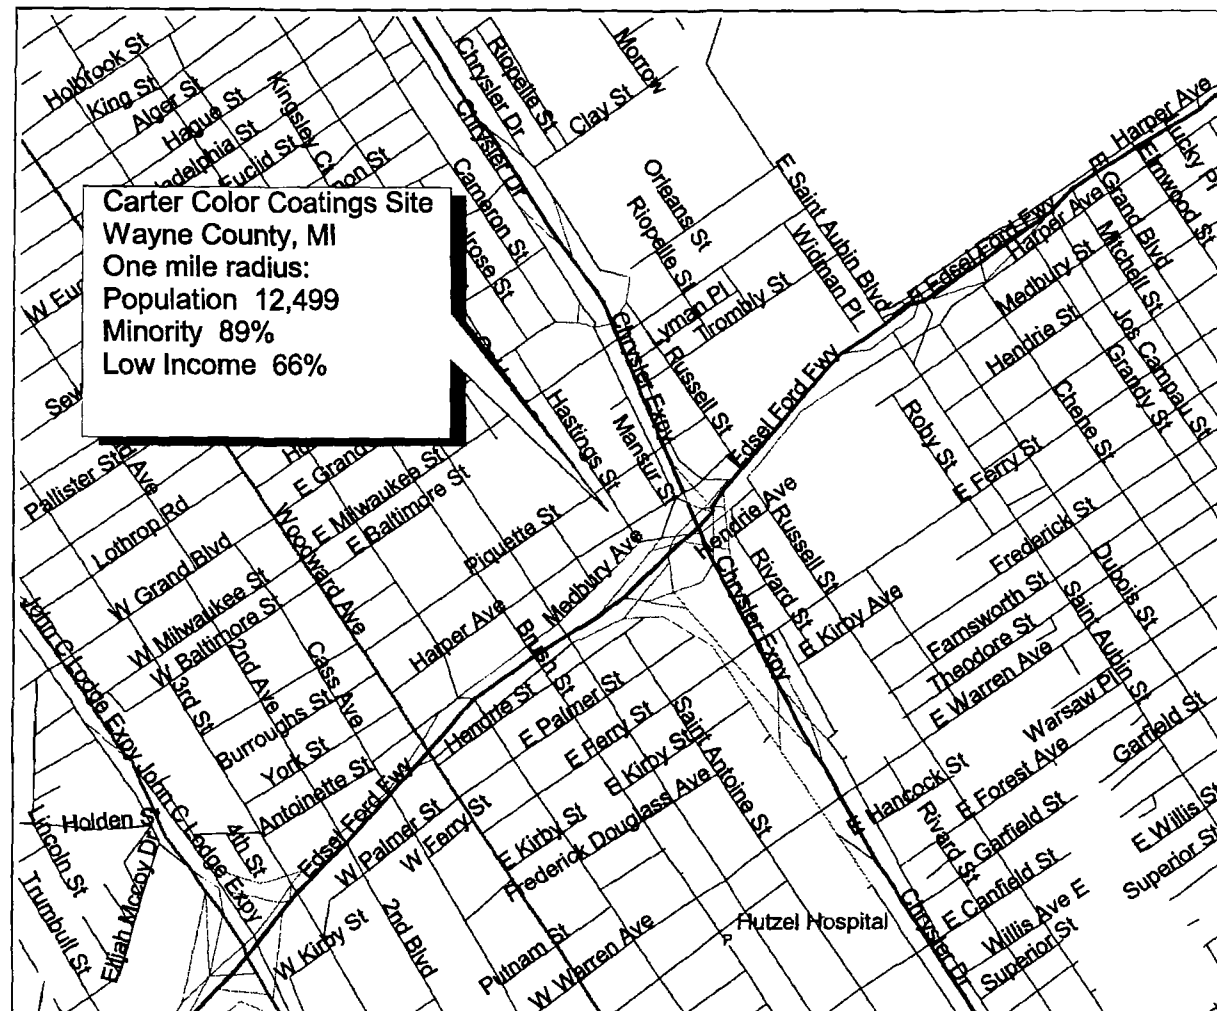 Holbrook St
King St
Alger St
Hague St
Kingsley Ct
Euclid St
Chrysler Dr
Riopelle St
Morrow
Clay St
Chrysler Dr
Chrysler Dr
Cameron St
Orleans St
Riopelle St
E Saint Aubin Blvd
Widman Pl
Lyman Pl
Trombly St
E Harper Ave
E Grand Blvd
Elmwood St
E Edsel Ford Fwy
Harper Ave
Mitchell St
Medbury St
Hendrie St
Jos Campau St
Grandy St
Chene St
Carter Color Coatings Site
Wayne County, MI
One mile radius:
Population 12,499
Minority 89%
Low Income 66%
Pallister St
Ave
Lothrop Rd
W Grand Blvd
W Milwaukee St
W Baltimore St
E Milwaukee St
E Baltimore St
Woodward Ave
Piquette St
Hastings St
Mansur St
Chrysler Expy
Russell St
Edsel Ford Fwy
Roby St
E Ferry St
Frederick St
Hendrie Ave
Medbury Ave
Harper Ave
Brush St
Russell St
Rivard St
Chrysler Expy
E Kirby Ave
Farnsworth St
Theodore St
E Warren Ave
Dubois St
Saint Aubin St
Warsaw Pl
Garfield St
John C Lodge Expy
John C Lodge Expy
3rd St
2nd Ave
Cass Ave
Burroughs St
York St
Antoinette St
Edsel Ford Fwy
Hendrie St
E Palmer St
E Ferry St
E Kirby St
Saint Antoine St
Frederick Douglass Ave
E Kirby St
W Palmer St
W Ferry St
Holden St
Lincoln St
Trumbull St
Elijah Mccoy Dr
4th St
W Kirby St
2nd Blvd
Putnam St
W Warren Ave
Hutzel Hospital
E Hancock St
E Forest Ave
Rivard St
E Garfield St
E Canfield St
Willis Ave E
Superior St
Chrysler Dr
E Willis St
Superior St